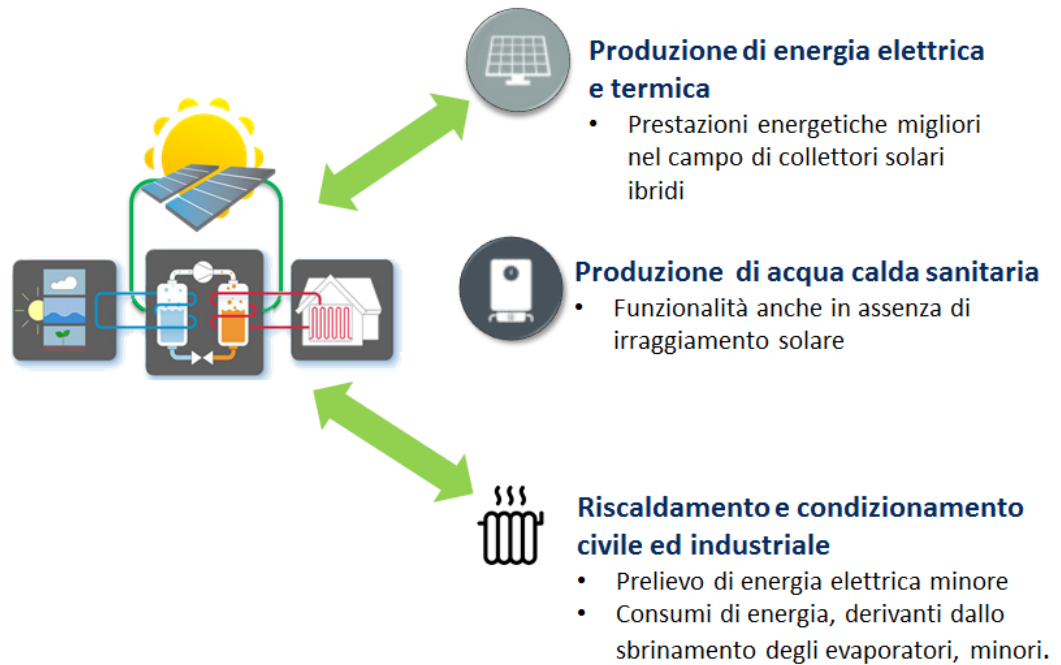 Produzione di energia elettrica
e termica
• Prestazioni energetiche migliori
nel campo di collettori solari
ibridi
Produzione di acqua calda sanitaria
• Funzionalità anche in assenza di
irraggiamento solare
Riscaldamento e condizionamento
civile ed industriale
• Prelievo di energia elettrica minore
• Consumi di energia, derivanti dallo
sbrinamento degli evaporatori, minori.